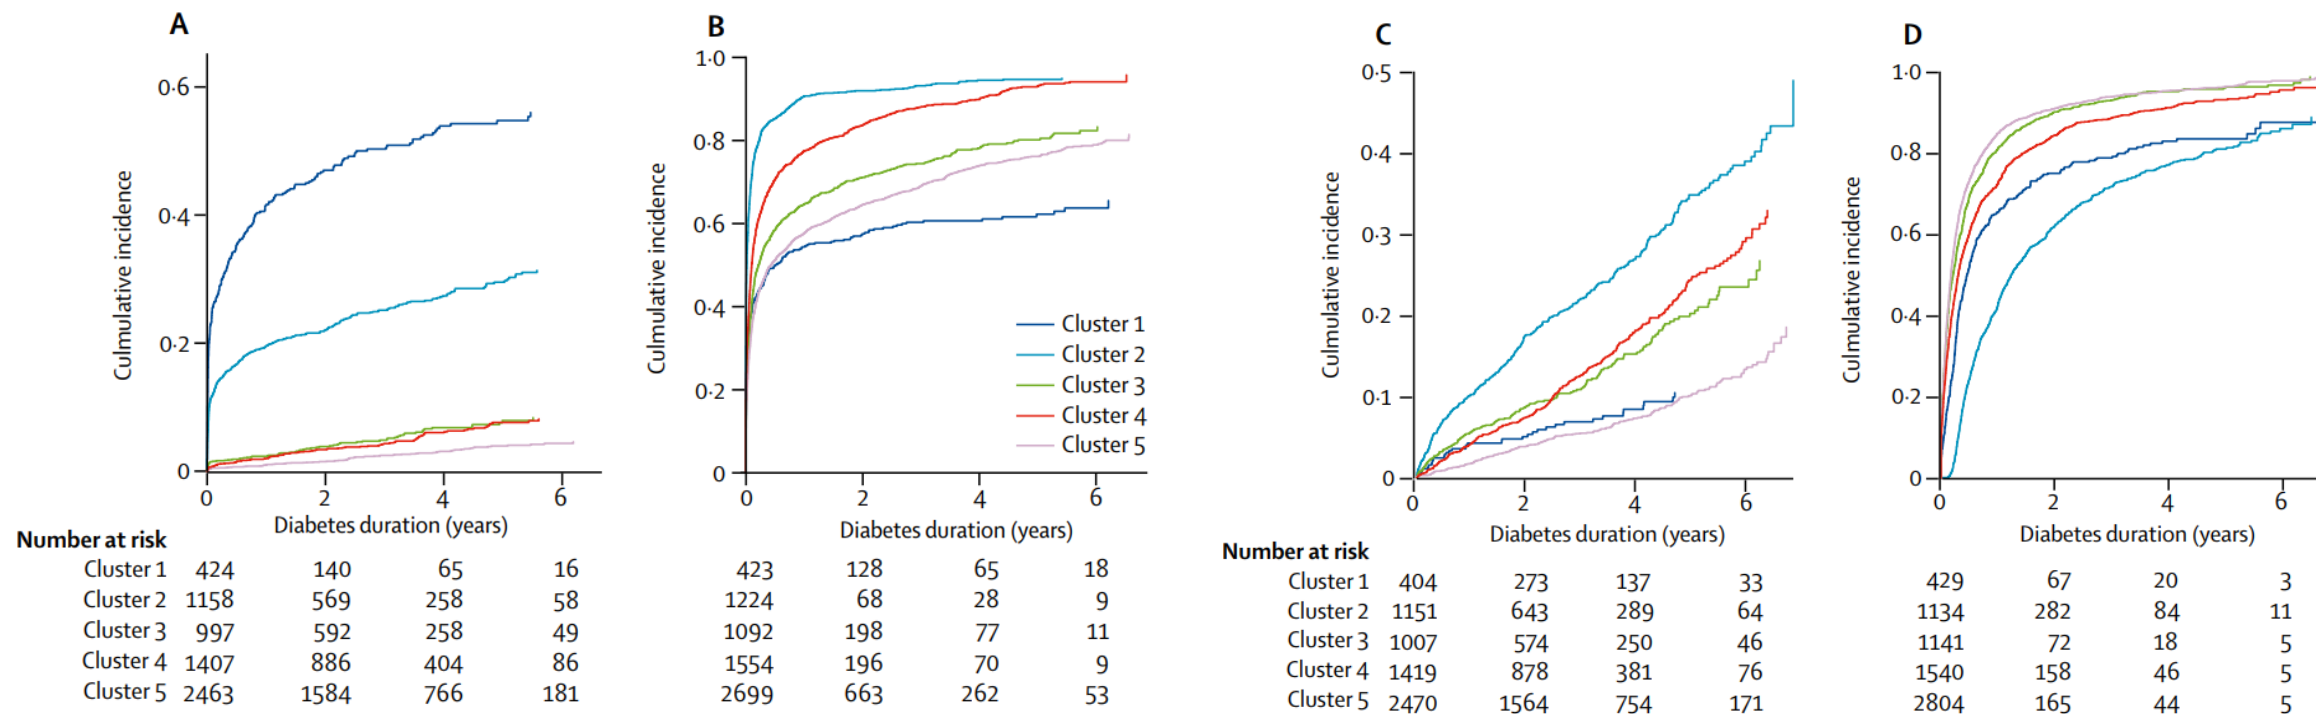 A
Culmulative incidence
0·6
0·4
0·2
0
0 2 4 6
Diabetes duration (years)
Number at risk
Cluster 1 424 140 65 16
Cluster 2 1158 569 258 58
Cluster 3 997 592 258 49
Cluster 4 1407 886 404 86
Cluster 5 2463 1584 766 181
B
Culmulative incidence
1·0
0·8
0·6
0·4
0·2
0
Cluster 1
Cluster 2
Cluster 3
Cluster 4
Cluster 5
0 2 4 6
Diabetes duration (years)
423 128 65 18
1224 68 28 9
1092 198 77 11
1554 196 70 9
2699 663 262 53
C
Culmulative incidence
0·5
0·4
0·3
0·2
0·1
0
0 2 4 6
Diabetes duration (years)
Number at risk
Cluster 1 404 273 137 33
Cluster 2 1151 643 289 64
Cluster 3 1007 574 250 46
Cluster 4 1419 878 381 76
Cluster 5 2470 1564 754 171
D
Culmulative incidence
1·0
0·8
0·6
0·4
0·2
0
0 2 4 6
Diabetes duration (years)
429 67 20 3
1134 282 84 11
1141 72 18 5
1540 158 46 5
2804 165 44 5